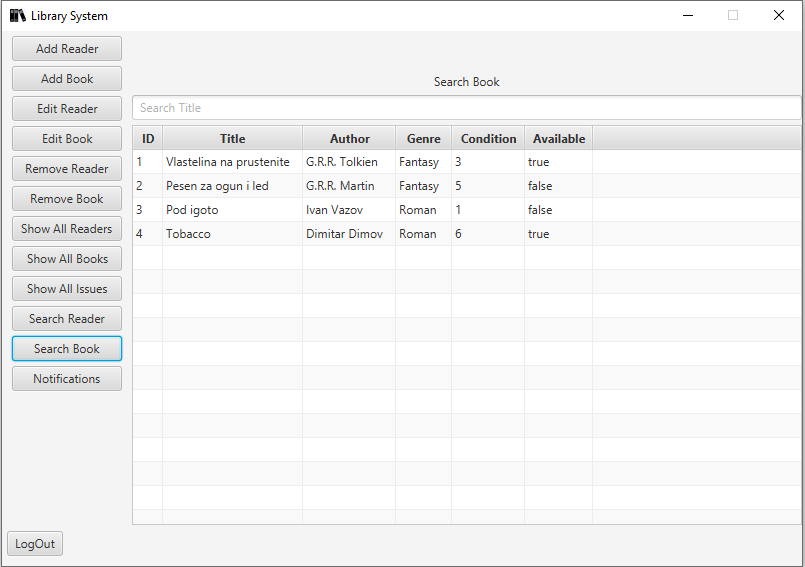 Library System
Add Reader
Add Book
Edit Reader
Edit Book
Remove Reader
Remove Book
Show All Readers
Show All Books
Show All Issues
Search Reader
Search Book
Notifications
LogOut
Search Book
Search Title
ID Title Author Genre Condition Available
1 Vlastelina na prustenite G.R.R. Tolkien Fantasy 3 true
2 Pesen za ogun i led G.R.R. Martin Fantasy 5 false
3 Pod igoto Ivan Vazov Roman 1 false
4 Tobacco Dimitar Dimov Roman 6 true